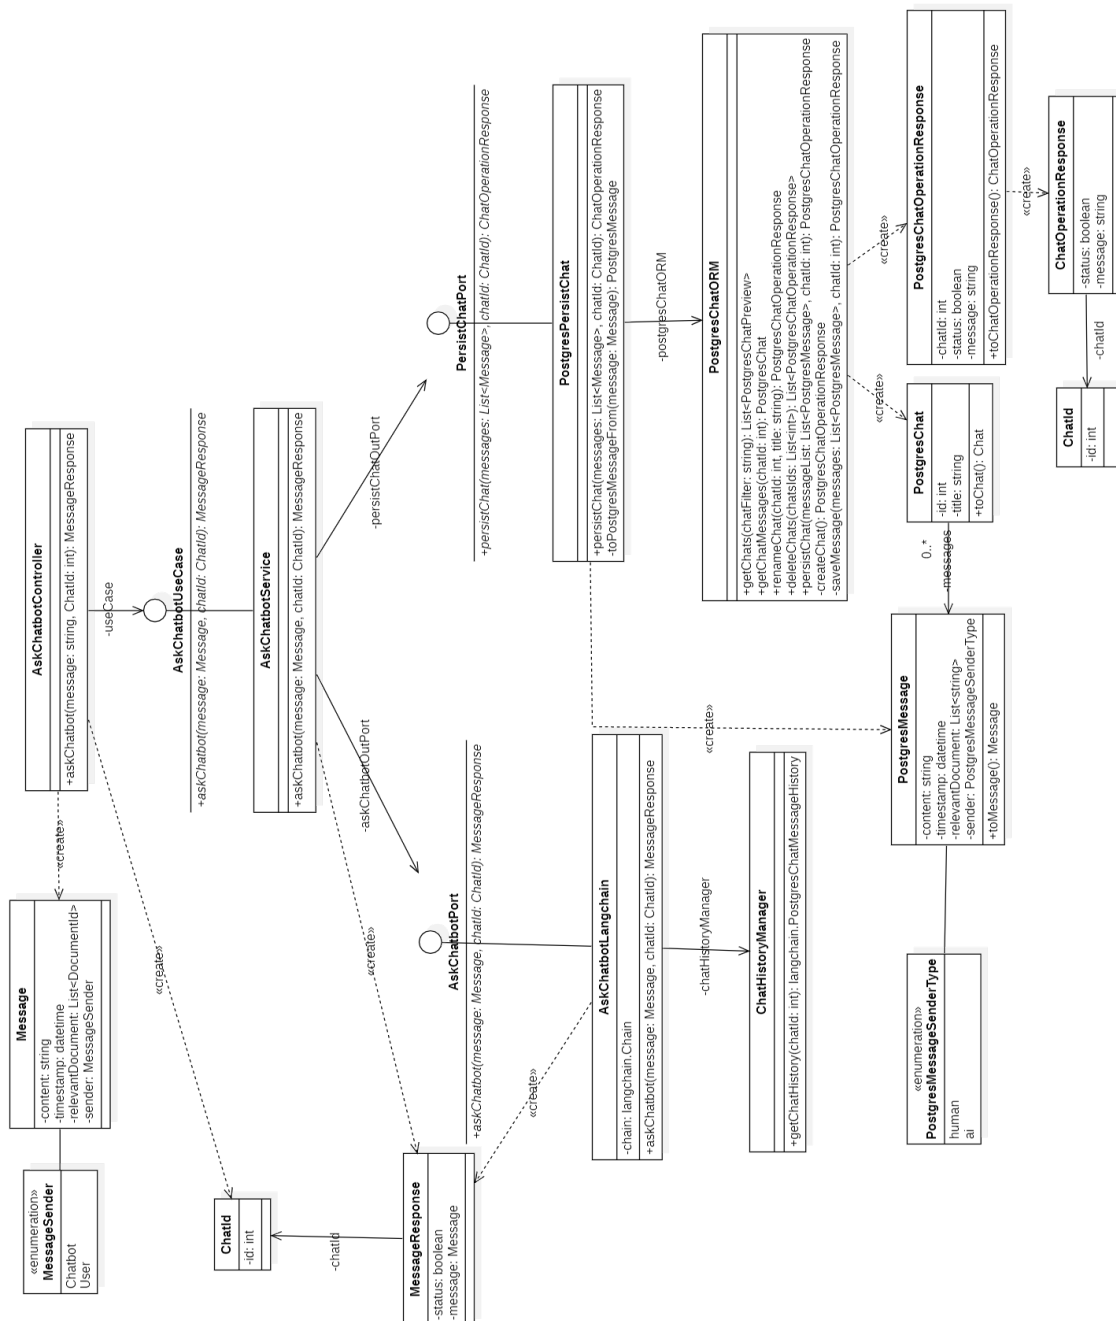 AskChatbotController
+askChatbot(message: string, ChatId: int): MessageResponse
«create»
«create»
-useCase
Message
-content: string
-timestamp: datetime
-relevantDocument: List<DocumentId>
-sender: MessageSender
«enumeration»
MessageSender
Chatbot
User
AskChatbotUseCase
+askChatbot(message: Message, chatId: ChatId): MessageResponse
AskChatbotService
+askChatbot(message: Message, chatId: ChatId): MessageResponse
ChatId
-id: int
-chatId
«create»
-askChatbotOutPort
-persistChatOutPort
MessageResponse
-status: boolean
-message: Message
AskChatbotPort
+askChatbot(message: Message, chatId: ChatId): MessageResponse
PersistChatPort
+persistChat(messages: List<Message>, chatId: ChatId): ChatOperationResponse
«create»
AskChatbotLangchain
-chain: langchain.Chain
+askChatbot(message: Message, chatId: ChatId): MessageResponse
PostgresPersistChat
+persistChat(messages: List<Message>, chatId: ChatId): ChatOperationResponse
-toPostgresMessageFrom(message: Message): PostgresMessage
-chatHistoryManager
«create»
-postgresChatORM
ChatHistoryManager
+getChatHistory(chatId: int): langchain.PostgresChatMessageHistory
PostgresChatORM
+getChats(chatFilter: string): List<PostgresChatPreview>
+getChatMessages(chatId: int): PostgresChat
+renameChat(chatId: int, title: string): PostgresChatOperationResponse
+deleteChats(chatsIds: List<int>): List<PostgresChatOperationResponse>
+persistChat(messageList: List<PostgresMessage>, chatId: int): PostgresChatOperationResponse
-createChat(): PostgresChatOperationResponse
-saveMessage(messages: List<PostgresMessage>, chatId: int): PostgresChatOperationResponse
«create»
«create»
«enumeration»
PostgresMessageSenderType
human
ai
PostgresMessage
-content: string
-timestamp: datetime
-relevantDocument: List<string>
-sender: PostgresMessageSenderType
+toMessage(): Message
0..*
-messages
PostgresChat
-id: int
-title: string
+toChat(): Chat
PostgresChatOperationResponse
-chatId: int
-status: boolean
-message: string
+toChatOperationResponse(): ChatOperationResponse
«create»
ChatOperationResponse
-status: boolean
-message: string
-chatId
ChatId
-id: int